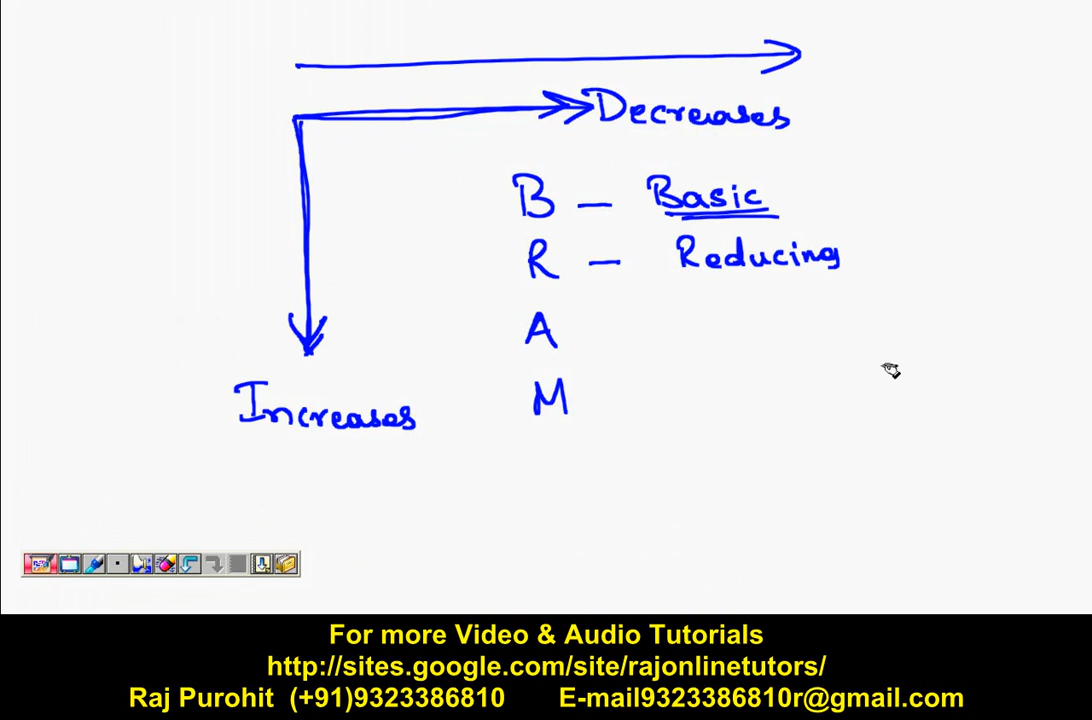 Decreases
B – Basic
R – Reducing
A
M
Increases
For more Video & Audio Tutorials
http://sites.google.com/site/rajonlinetutors/
Raj Purohit (+91)9323386810 E-mail9323386810r@gmail.com